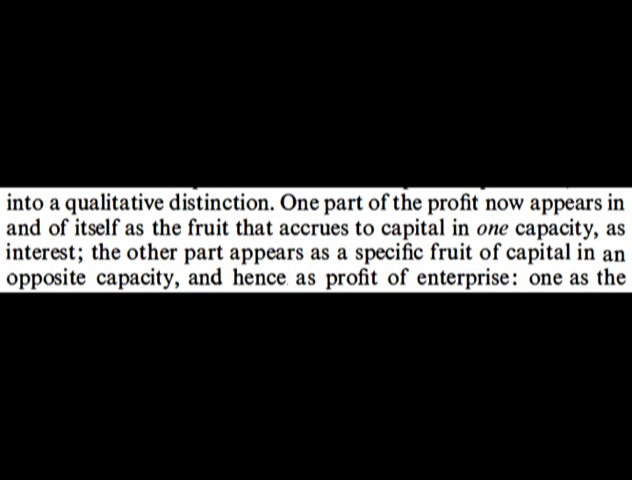 into a qualitative distinction. One part of the profit now appears in
and of itself as the fruit that accrues to capital in one capacity, as
interest; the other part appears as a specific fruit of capital in an
opposite capacity, and hence as profit of enterprise: one as the